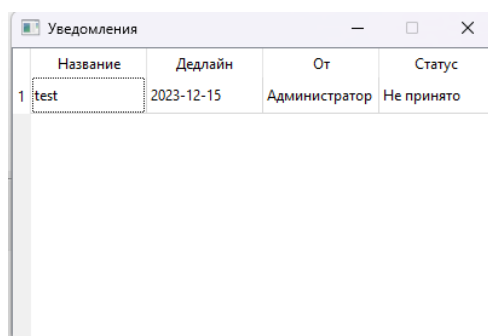 Уведомления
Название Дедлайн От Статус
1 test 2023-12-15 Администратор Не принято